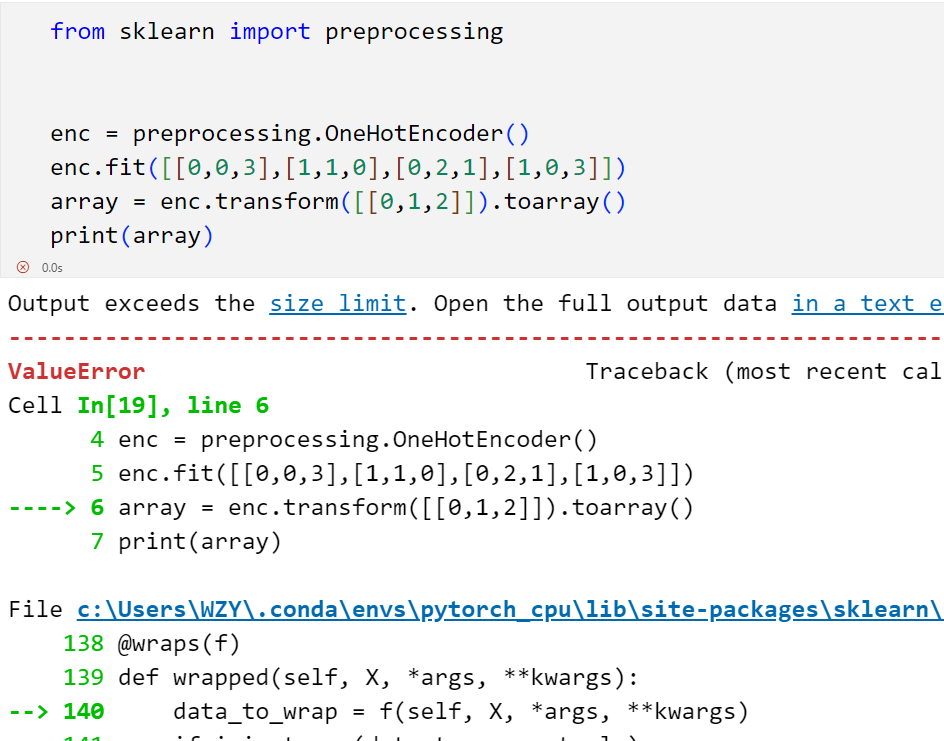 from sklearn import preprocessing
enc = preprocessing.OneHotEncoder()
enc.fit([[0,0,3],[1,1,0],[0,2,1],[1,0,3]])
array = enc.transform([[0,1,2]]).toarray()
print(array)
0.0s
Output exceeds the size limit. Open the full output data in a text e
--------------------------------------------------------------------
ValueError Traceback (most recent cal
Cell In[19], line 6
4 enc = preprocessing.OneHotEncoder()
5 enc.fit([[0,0,3],[1,1,0],[0,2,1],[1,0,3]])
----> 6 array = enc.transform([[0,1,2]]).toarray()
7 print(array)
File c:\Users\WZY\.conda\envs\pytorch_cpu\lib\site-packages\sklearn\
138 @wraps(f)
139 def wrapped(self, X, *args, **kwargs):
--> 140 data_to_wrap = f(self, X, *args, **kwargs)